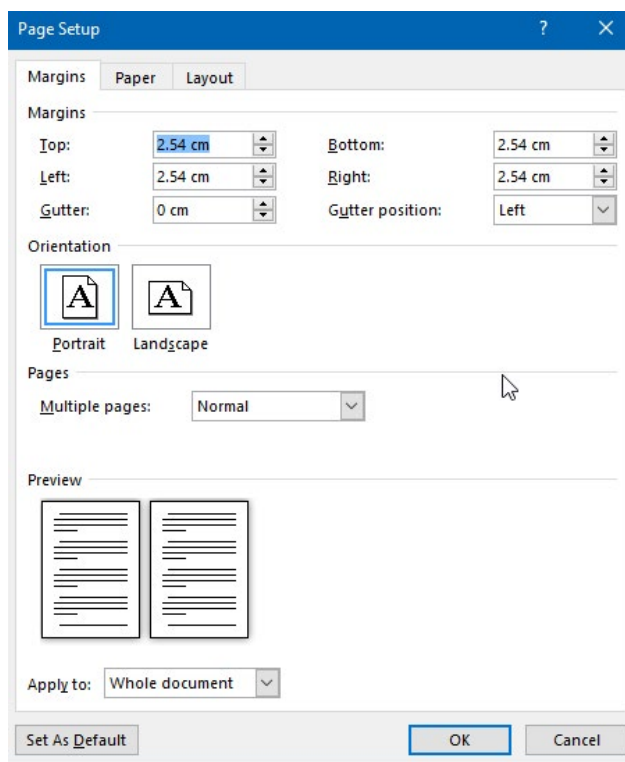 Page Setup ?
Margins Paper Layout
Margins
Top: 2.54 cm Bottom: 2.54 cm
Left: 2.54 cm Right: 2.54 cm
Gutter: 0 cm Gutter position: Left
Orientation
A A
Portrait Landscape
Pages
Multiple pages: Normal
Preview
Apply to: Whole document
Set As Default OK Cancel